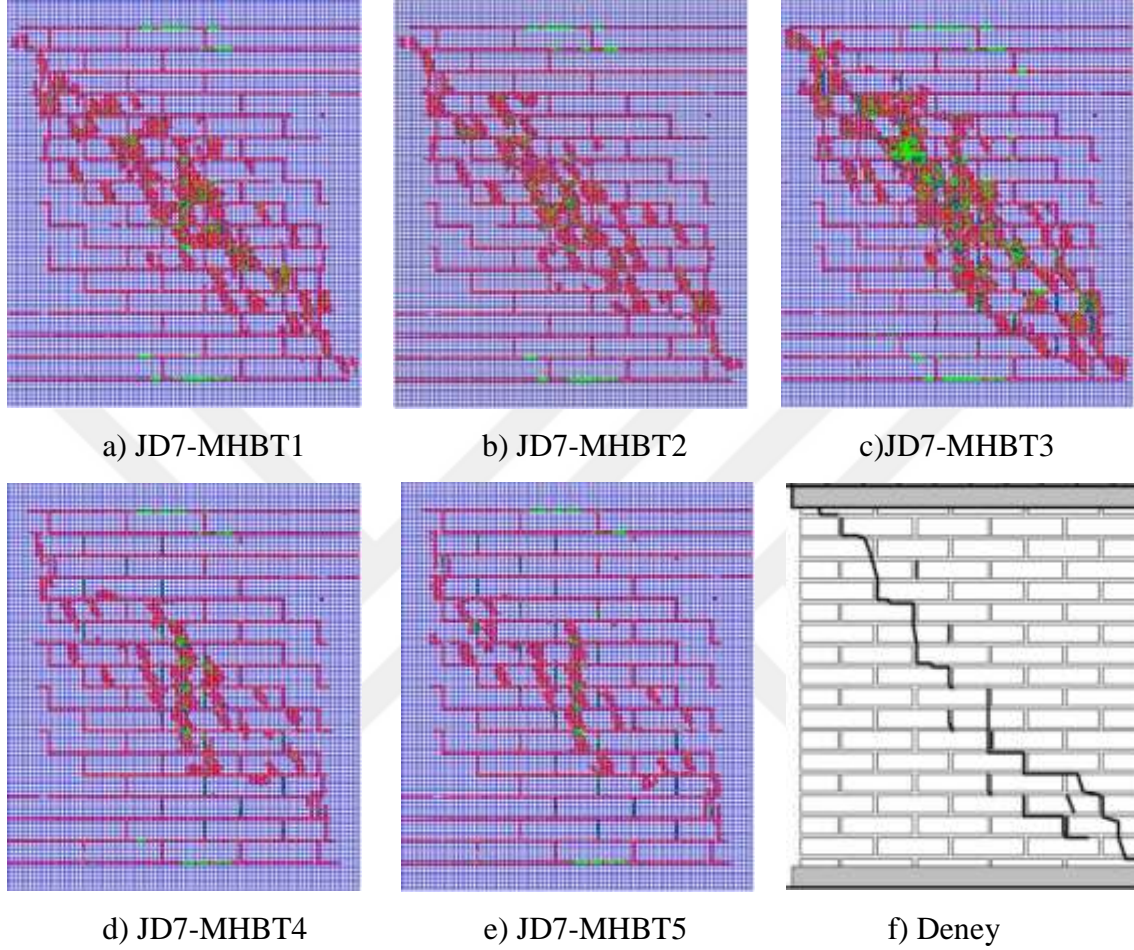 a) JD7-MHBT1
b) JD7-MHBT2
c)JD7-MHBT3
d) JD7-MHBT4
e) JD7-MHBT5
f) Deney